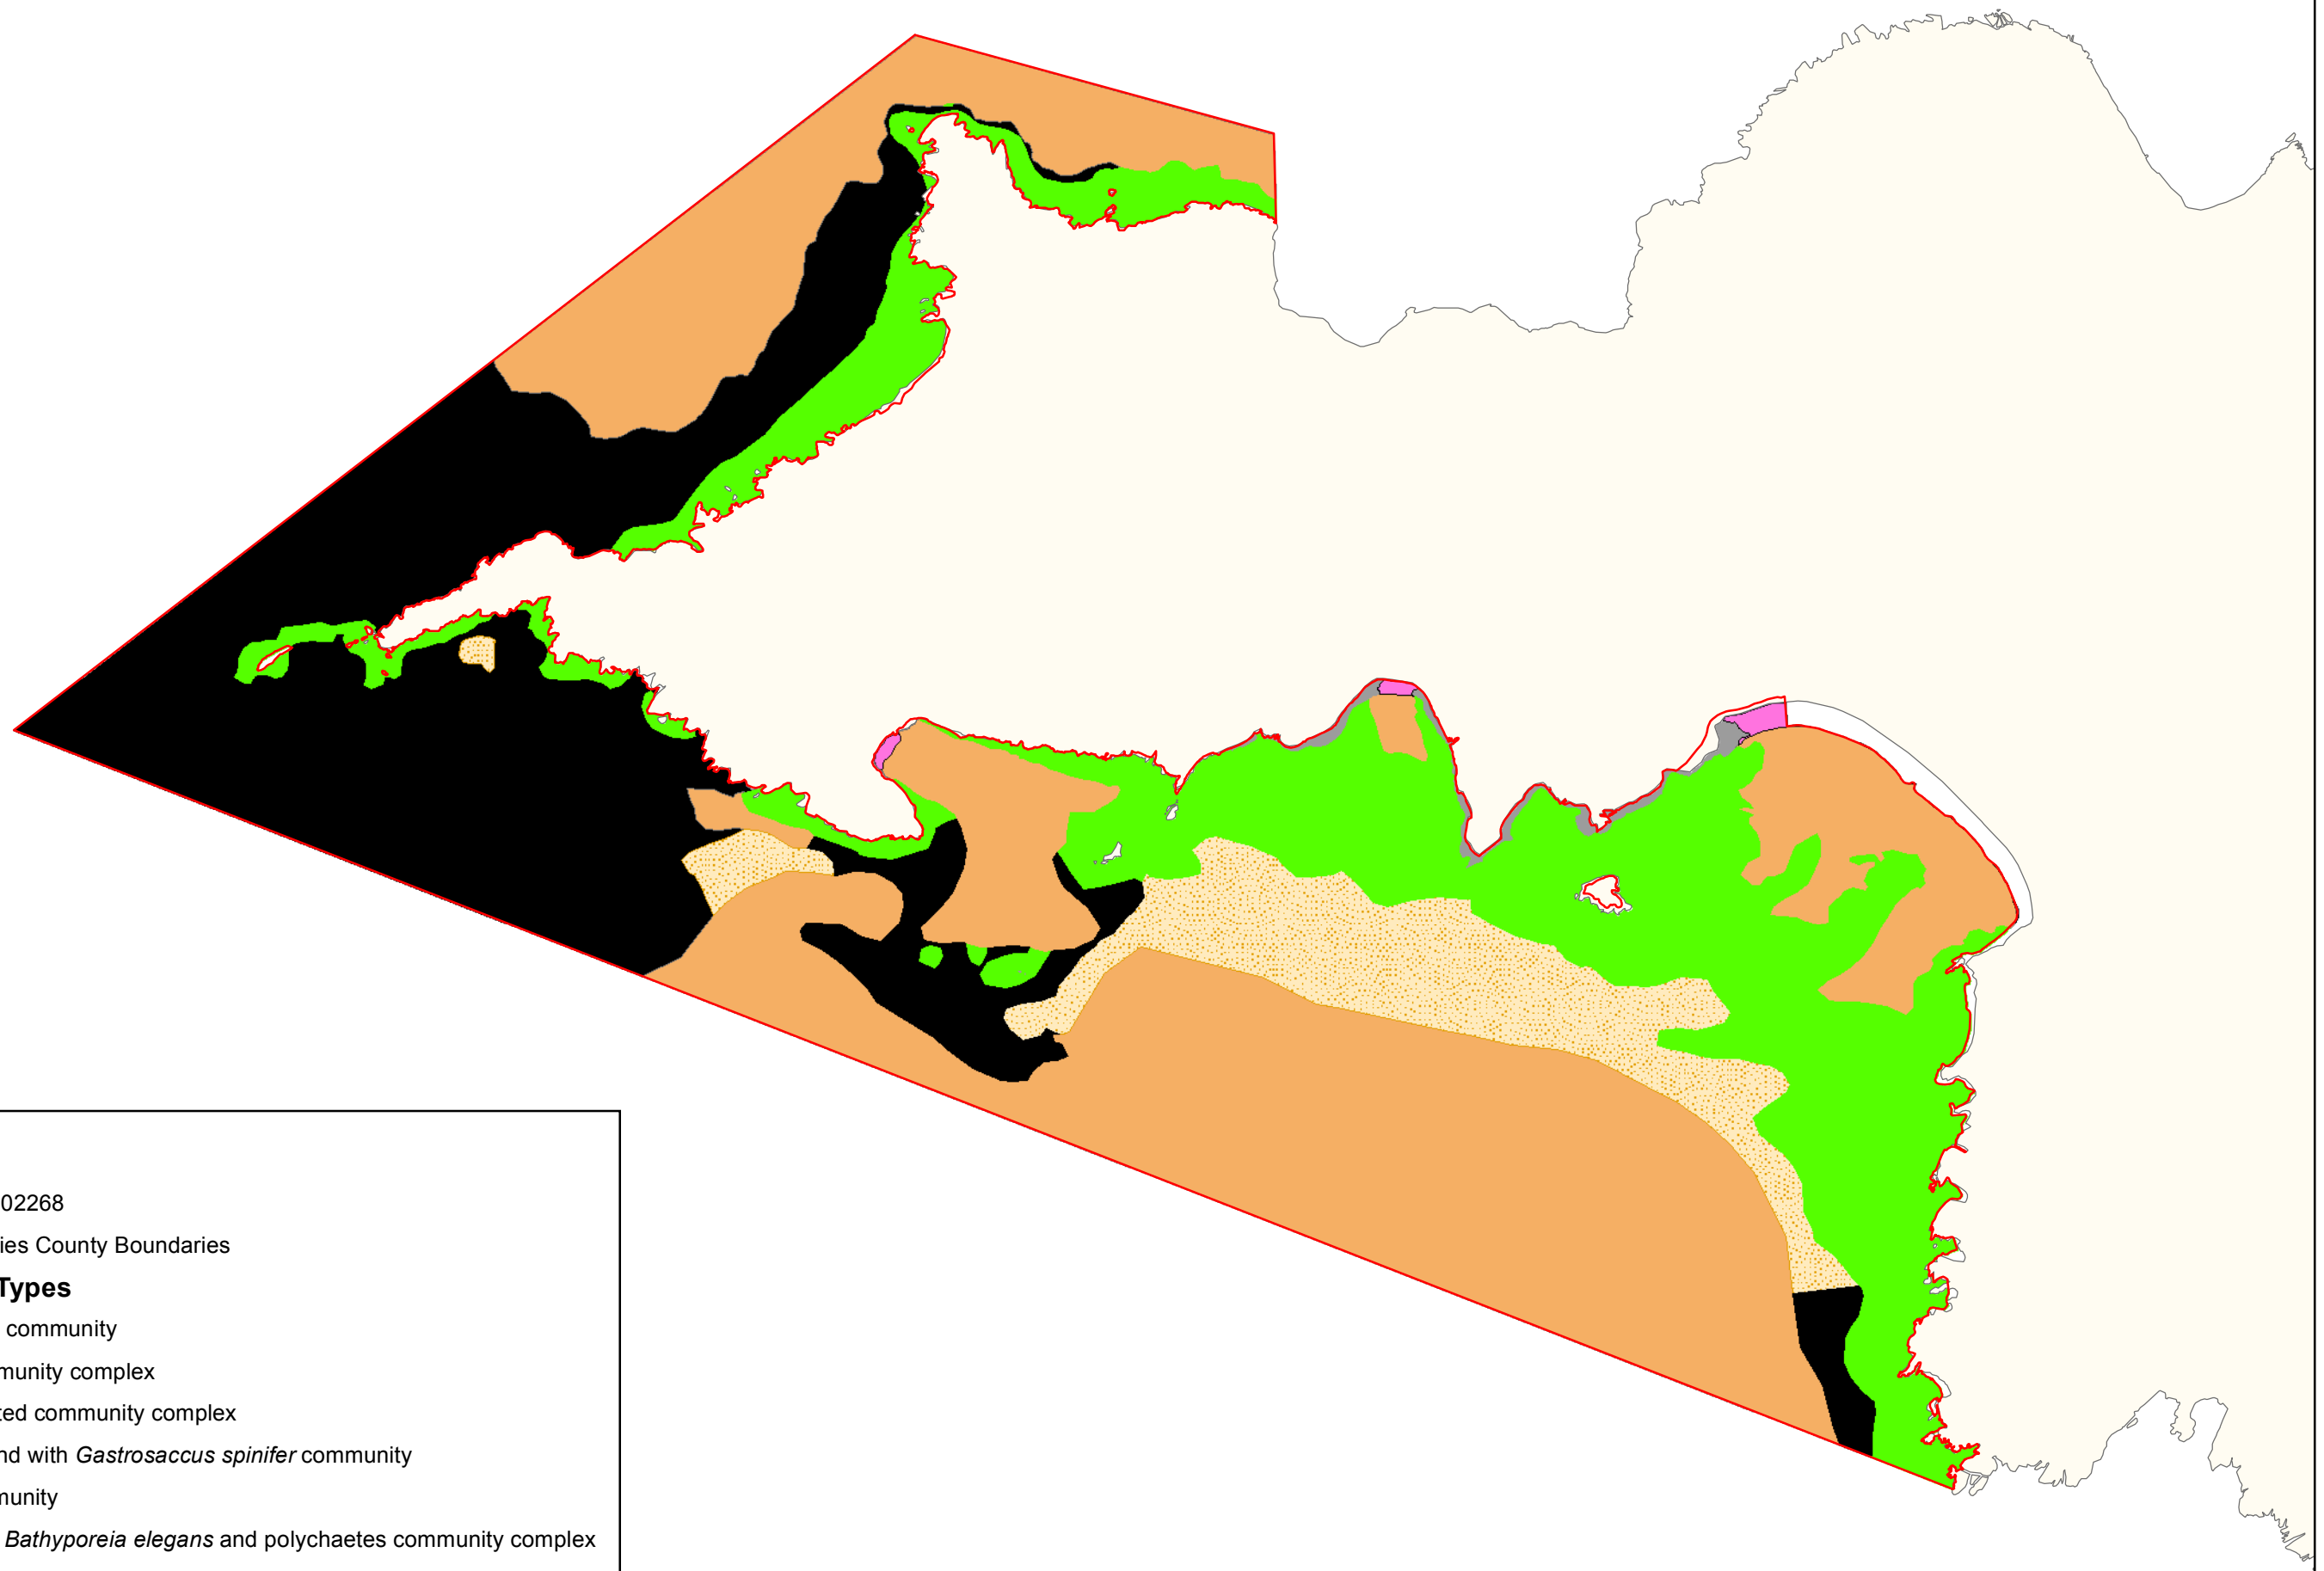 02268
ies County Boundaries
Types
community
munity complex
ted community complex
nd with Gastrosaccus spinifer community
munity
Bathyporeia elegans and polychaetes community complex